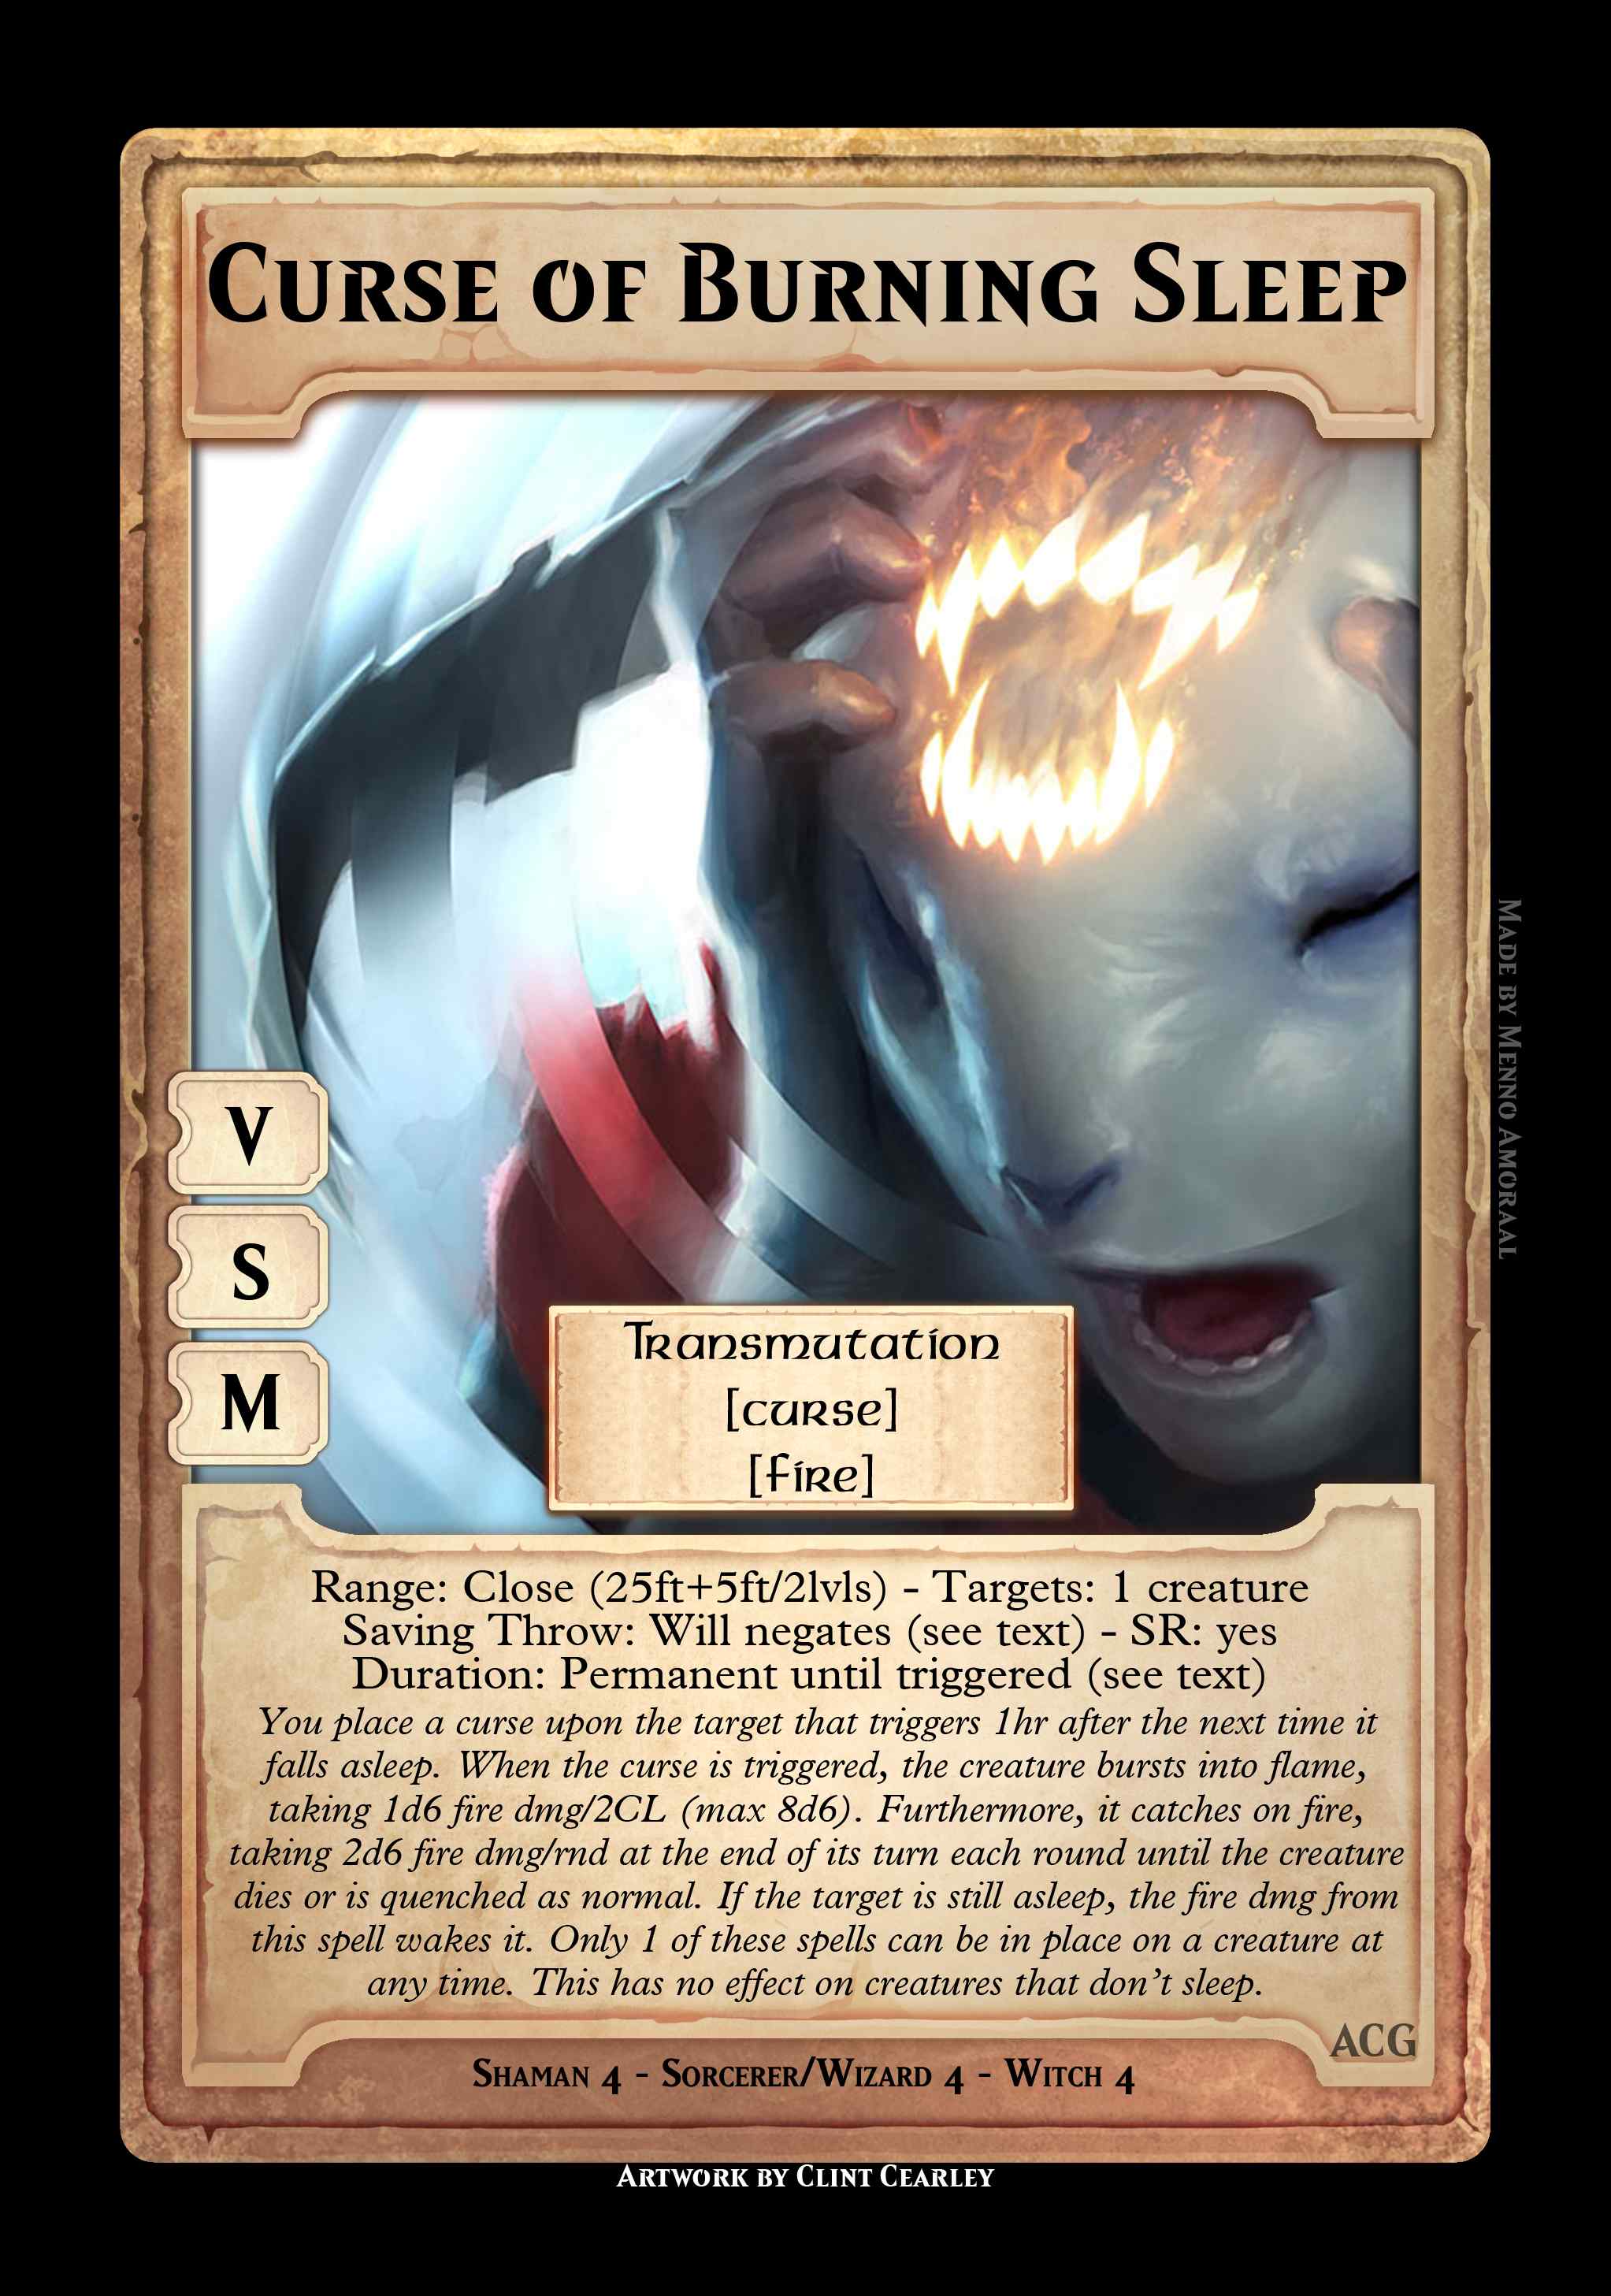 Curse of Burning Sleep
V
S
M
Transmutation
[curse]
[fire]
Range: Close (25ft+5ft/2lvls) - Targets: 1 creature
Saving Throw: Will negates (see text) - SR: yes
Duration: Permanent until triggered (see text)
You place a curse upon the target that triggers 1hr after the next time it
falls asleep. When the curse is triggered, the creature bursts into flame,
taking 1d6 fire dmg/2CL (max 8d6). Furthermore, it catches on fire,
taking 2d6 fire dmg/rnd at the end of its turn each round until the creature
dies or is quenched as normal. If the target is still asleep, the fire dmg from
this spell wakes it. Only 1 of these spells can be in place on a creature at
any time. This has no effect on creatures that don't sleep.
ACG
Shaman 4 - Sorcerer/Wizard 4 - Witch 4
Artwork by Clint Cearley
Made by Menno Amoraal